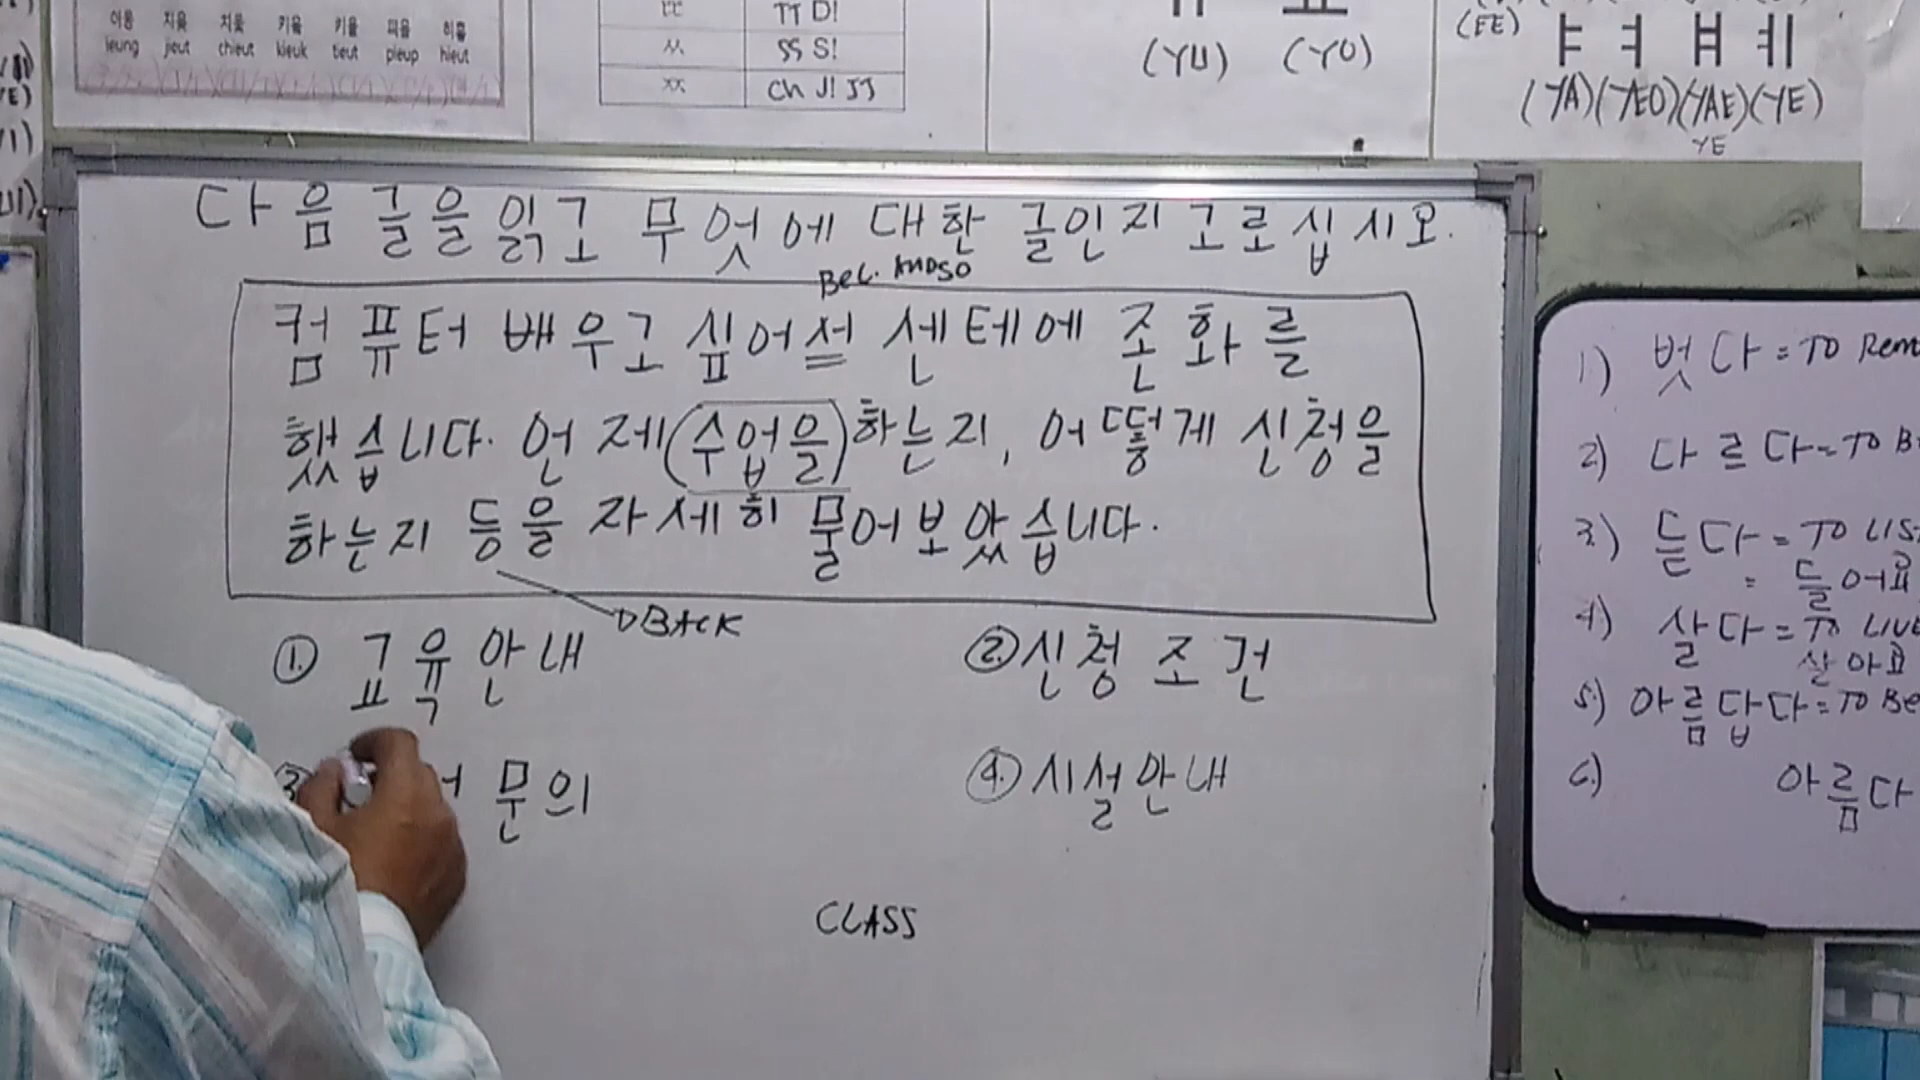 이응 지읒 치읓 키읔 티읕 피읖 히읗
ieung jieut chieut kieuk tieut pieup hieut
ㄸ TT D!
ㅆ SS S!
ㅉ Ch J! JJ
ㅠ ㅛ
(YU) (YO)
(EE)
ㅑ ㅕ ㅒ ㅖ
(YA) (YEO) (YAE) (YE)
YE
다음 글을 읽고 무엇에 대한 글인지 고로십시오.
Bec. AND SO
컴퓨터 배우고 싶어서 센테에 존화를
했습니다. 언제 수업을 하는지, 어떻게 신청을
하는지 등을 자세히 물어보았습니다.
BACK
①. 교육안내
②. 신청 조건
③ 문의
④. 시설안내
CLASS
1) 벗다 = TO Rem
2) 다르다 = TO B
3) 듣다 = TO LIS
= 들어요
4) 살다 = TO LIVE
살아요
5) 아름답다 = TO Be
6) 아름다